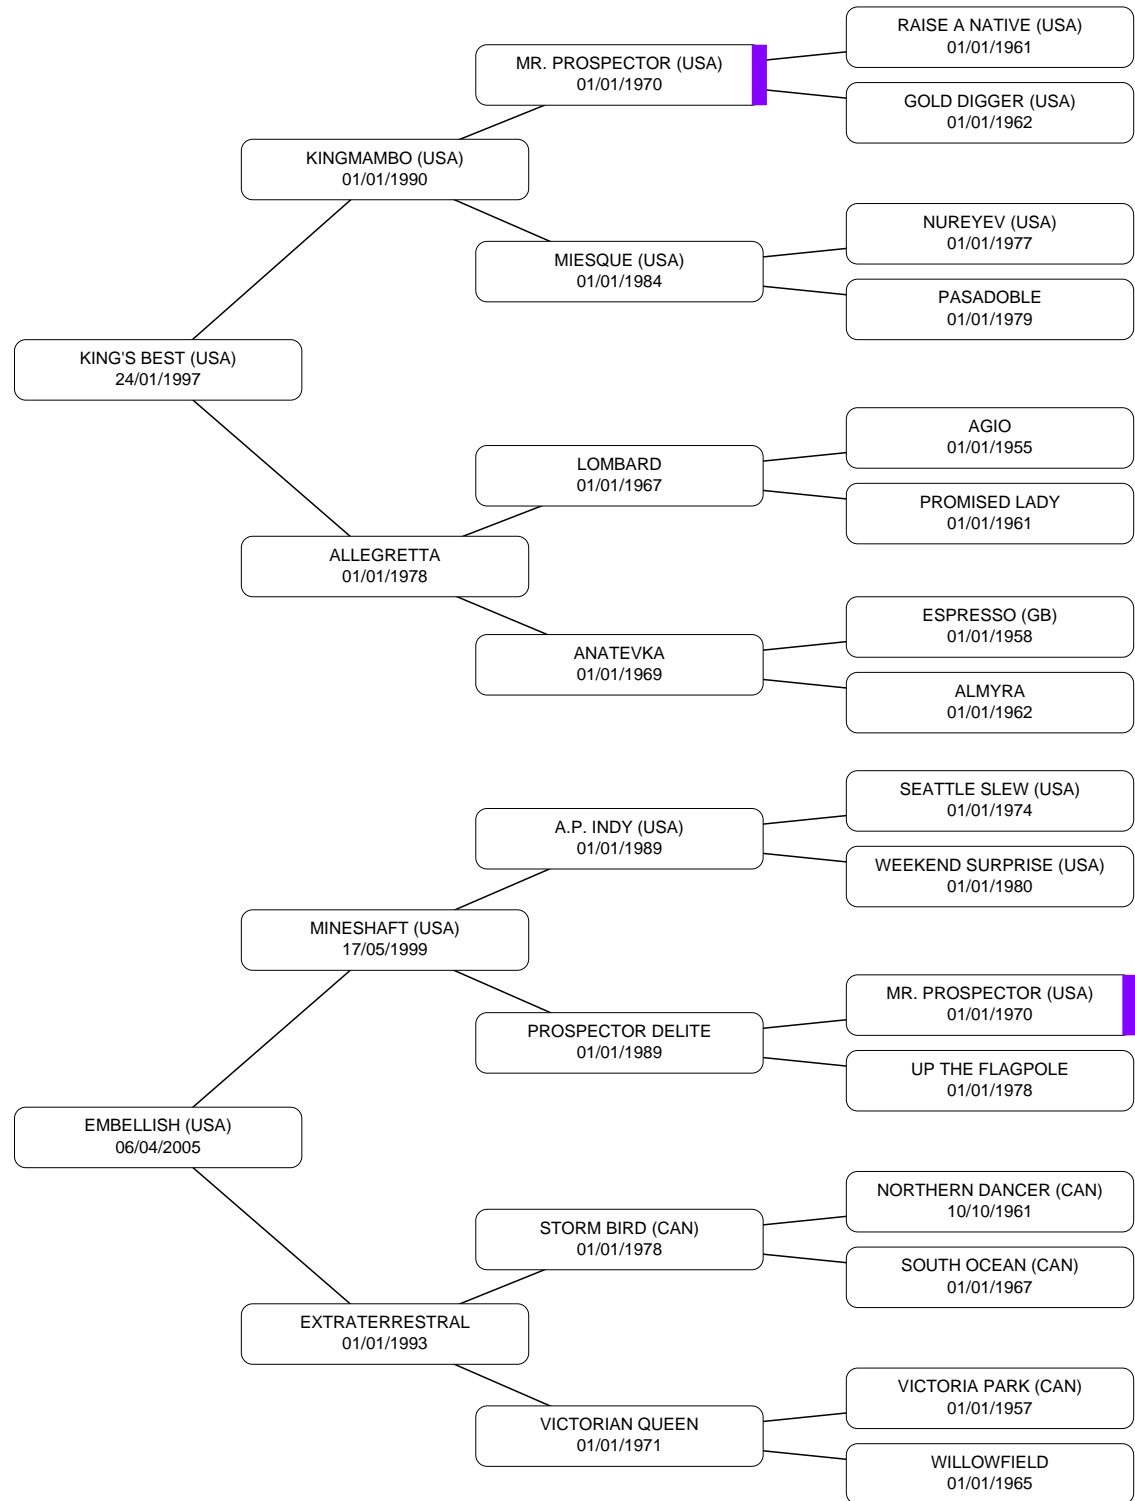 RAISE A NATIVE (USA)
01/01/1961
MR. PROSPECTOR (USA)
01/01/1970
GOLD DIGGER (USA)
01/01/1962
KINGMAMBO (USA)
01/01/1990
NUREYEV (USA)
01/01/1977
MIESQUE (USA)
01/01/1984
PASADOBLE
01/01/1979
KING'S BEST (USA)
24/01/1997
AGIO
01/01/1955
LOMBARD
01/01/1967
PROMISED LADY
01/01/1961
ALLEGRETTA
01/01/1978
ESPRESSO (GB)
01/01/1958
ANATEVKA
01/01/1969
ALMYRA
01/01/1962
SEATTLE SLEW (USA)
01/01/1974
A.P. INDY (USA)
01/01/1989
WEEKEND SURPRISE (USA)
01/01/1980
MINESHAFT (USA)
17/05/1999
MR. PROSPECTOR (USA)
01/01/1970
PROSPECTOR DELITE
01/01/1989
UP THE FLAGPOLE
01/01/1978
EMBELLISH (USA)
06/04/2005
NORTHERN DANCER (CAN)
10/10/1961
STORM BIRD (CAN)
01/01/1978
SOUTH OCEAN (CAN)
01/01/1967
EXTRATERRESTRAL
01/01/1993
VICTORIA PARK (CAN)
01/01/1957
VICTORIAN QUEEN
01/01/1971
WILLOWFIELD
01/01/1965